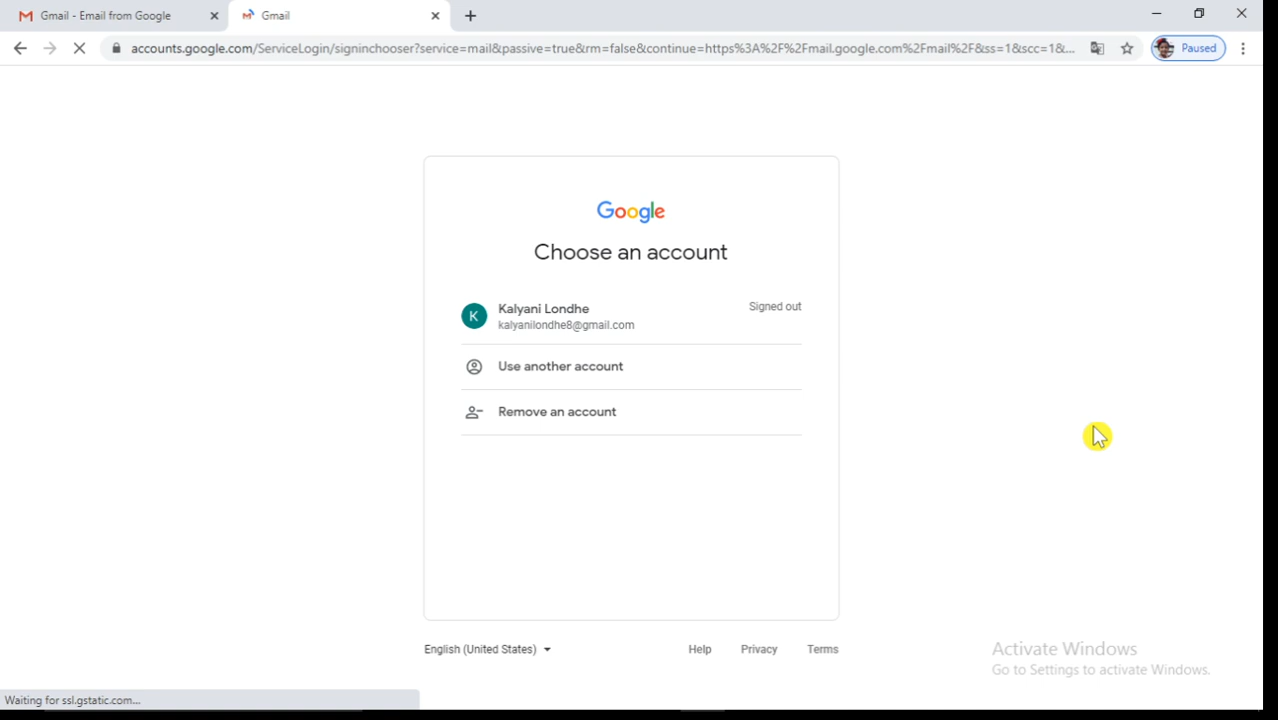 Gmail - Email from Google
Gmail
accounts.google.com/ServiceLogin/signinchooser?service=mail&passive=true&rm=false&continue=https%3A%2F%2Fmail.google.com%2Fmail%2F&ss=1&scc=1&...
Paused
Google
Choose an account
K
Kalyani Londhe
Signed out
kalyanilondhe8@gmail.com
Use another account
Remove an account
English (United States)
Help
Privacy
Terms
Activate Windows
Go to Settings to activate Windows.
Waiting for ssl.gstatic.com...